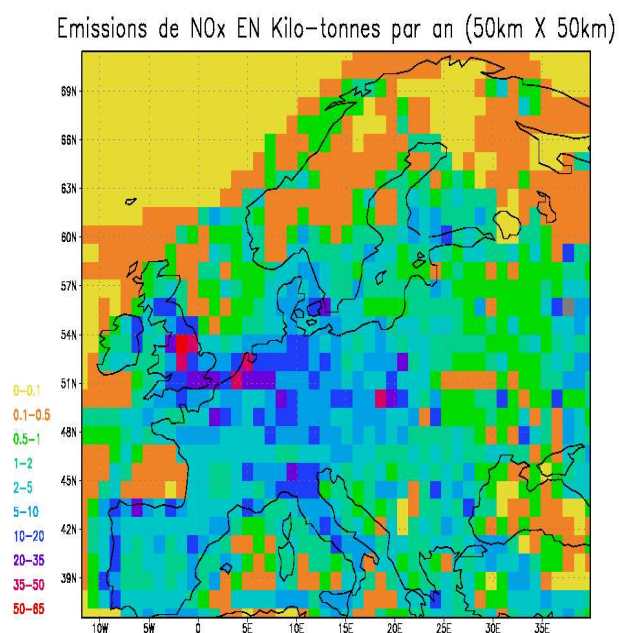 Emissions de NOx EN Kilo-tonnes par an (50km X 50km)
69N
66N
63N
60N
57N
54N
51N
48N
45N
42N
39N
0-0.1
0.1-0.5
0.5-1
1-2
2-5
5-10
10-20
20-35
35-50
50-65
10W 5W 0 5E 10E 15E 20E 25E 30E 35E